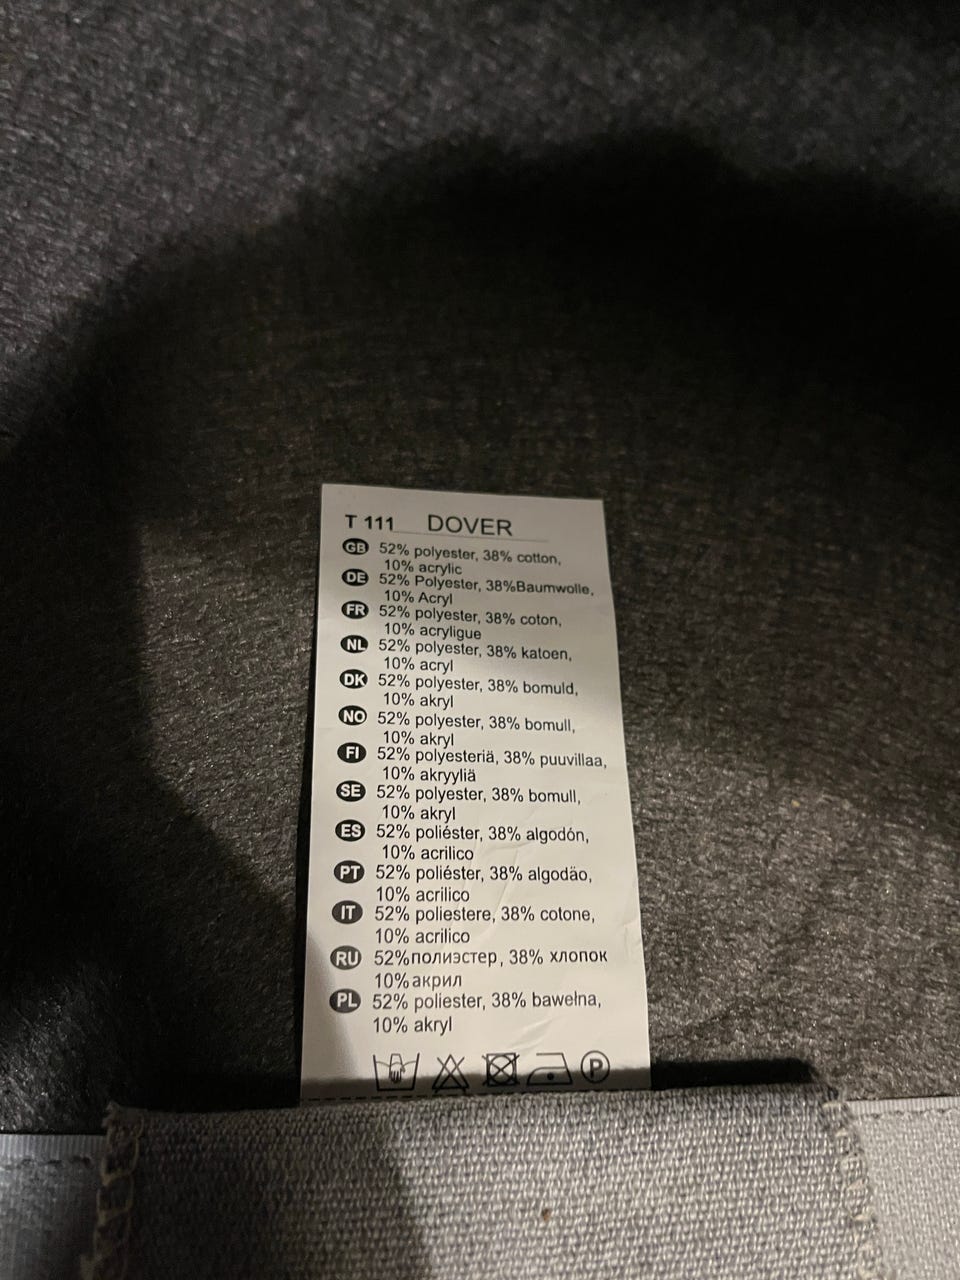 T 111 DOVER
GB 52% polyester, 38% cotton,
10% acrylic
DE 52% Polyester, 38%Baumwolle,
10% Acryl
FR 52% polyester, 38% coton,
10% acryligue
NL 52% polyester, 38% katoen,
10% acryl
DK 52% polyester, 38% bomuld,
10% akryl
NO 52% polyester, 38% bomull,
10% akryl
FI 52% polyesteriä, 38% puuvillaa,
10% akryyliä
SE 52% polyester, 38% bomull,
10% akryl
ES 52% poliéster, 38% algodón,
10% acrilico
PT 52% poliéster, 38% algodäo,
10% acrilico
IT 52% poliestere, 38% cotone,
10% acrilico
RU 52%полиэстер, 38% хлопок
10%акрил
PL 52% poliester, 38% bawełna,
10% akryl
P